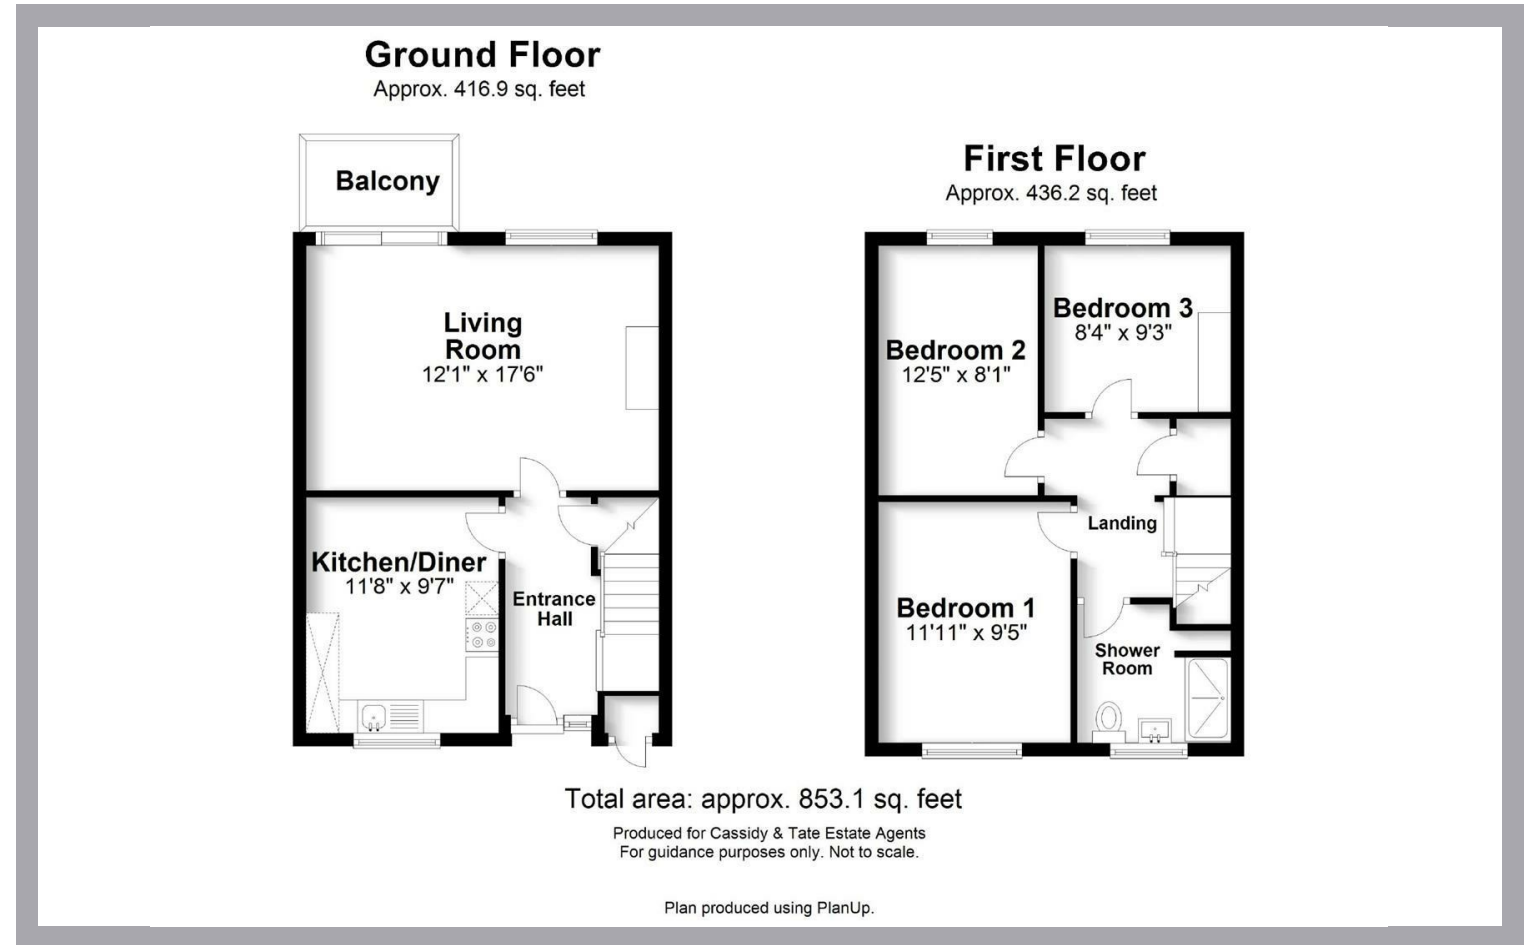 Ground Floor
Approx. 416.9 sq. feet
Balcony
Living
Room
12'1" x 17'6"
Kitchen/Diner
11'8" x 9'7"
Entrance
Hall
First Floor
Approx. 436.2 sq. feet
Bedroom 3
8'4" x 9'3"
Bedroom 2
12'5" x 8'1"
Landing
Bedroom 1
11'11" x 9'5"
Shower
Room
Total area: approx. 853.1 sq. feet
Produced for Cassidy & Tate Estate Agents
For guidance purposes only. Not to scale.
Plan produced using PlanUp.